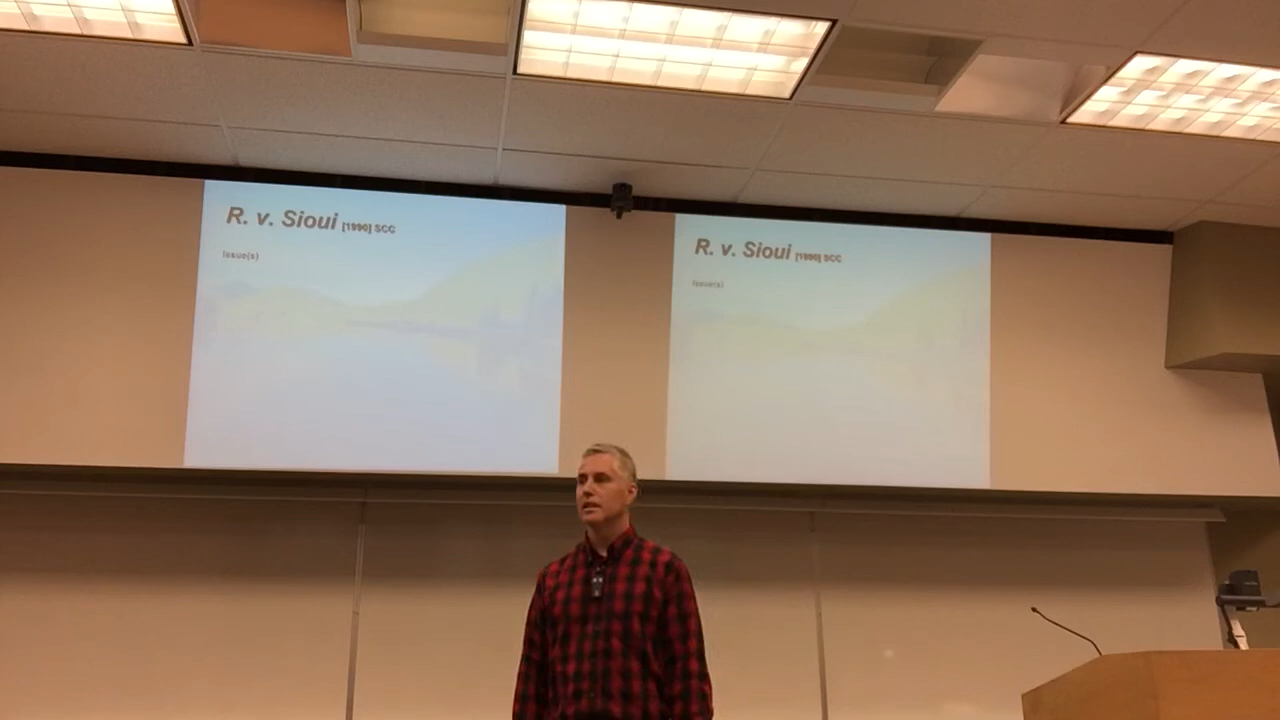 R. v. Sioui [1990] SCC
Issue(s)
R. v. Sioui [1990] SCC
Issue(s)